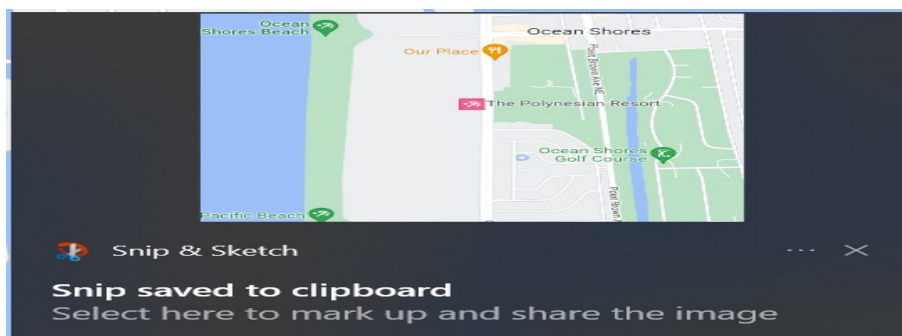 Ocean
Shores Beach
Ocean Shores
Our Place
Point Brown Ave NE
The Polynesian Resort
Ocean Shores
Golf Course
Pacific Beach
Point Brown A
Snip & Sketch
Snip saved to clipboard
Select here to mark up and share the image